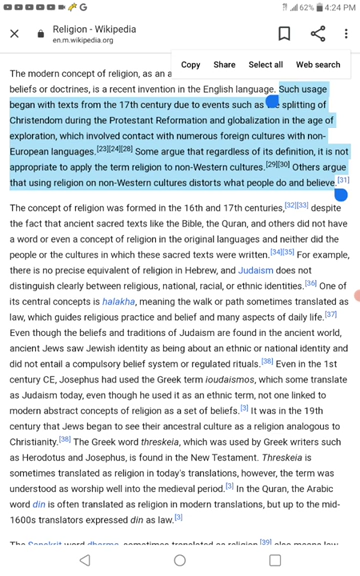 62% 4:24 PM
Religion - Wikipedia
en.m.wikipedia.org
Copy Share Select all Web search
The modern concept of religion, as an a
beliefs or doctrines, is a recent invention in the English language. Such usage
began with texts from the 17th century due to events such as splitting of
Christendom during the Protestant Reformation and globalization in the age of
exploration, which involved contact with numerous foreign cultures with non-
European languages.[23][24][28] Some argue that regardless of its definition, it is not
appropriate to apply the term religion to non-Western cultures.[29][30] Others argue
that using religion on non-Western cultures distorts what people do and believe.[31]
The concept of religion was formed in the 16th and 17th centuries,[32][33] despite
the fact that ancient sacred texts like the Bible, the Quran, and others did not have
a word or even a concept of religion in the original languages and neither did the
people or the cultures in which these sacred texts were written.[34][35] For example,
there is no precise equivalent of religion in Hebrew, and Judaism does not
distinguish clearly between religious, national, racial, or ethnic identities.[36] One of
its central concepts is halakha, meaning the walk or path sometimes translated as
law, which guides religious practice and belief and many aspects of daily life.[37]
Even though the beliefs and traditions of Judaism are found in the ancient world,
ancient Jews saw Jewish identity as being about an ethnic or national identity and
did not entail a compulsory belief system or regulated rituals.[38] Even in the 1st
century CE, Josephus had used the Greek term ioudaismos, which some translate
as Judaism today, even though he used it as an ethnic term, not one linked to
modern abstract concepts of religion as a set of beliefs.[3] It was in the 19th
century that Jews began to see their ancestral culture as a religion analogous to
Christianity.[38] The Greek word threskeia, which was used by Greek writers such
as Herodotus and Josephus, is found in the New Testament. Threskeia is
sometimes translated as religion in today's translations, however, the term was
understood as worship well into the medieval period.[3] In the Quran, the Arabic
word din is often translated as religion in modern translations, but up to the mid-
1600s translators expressed din as law.[3]
The Sanskrit word dharma, sometimes translated as religion,[39] also means law.